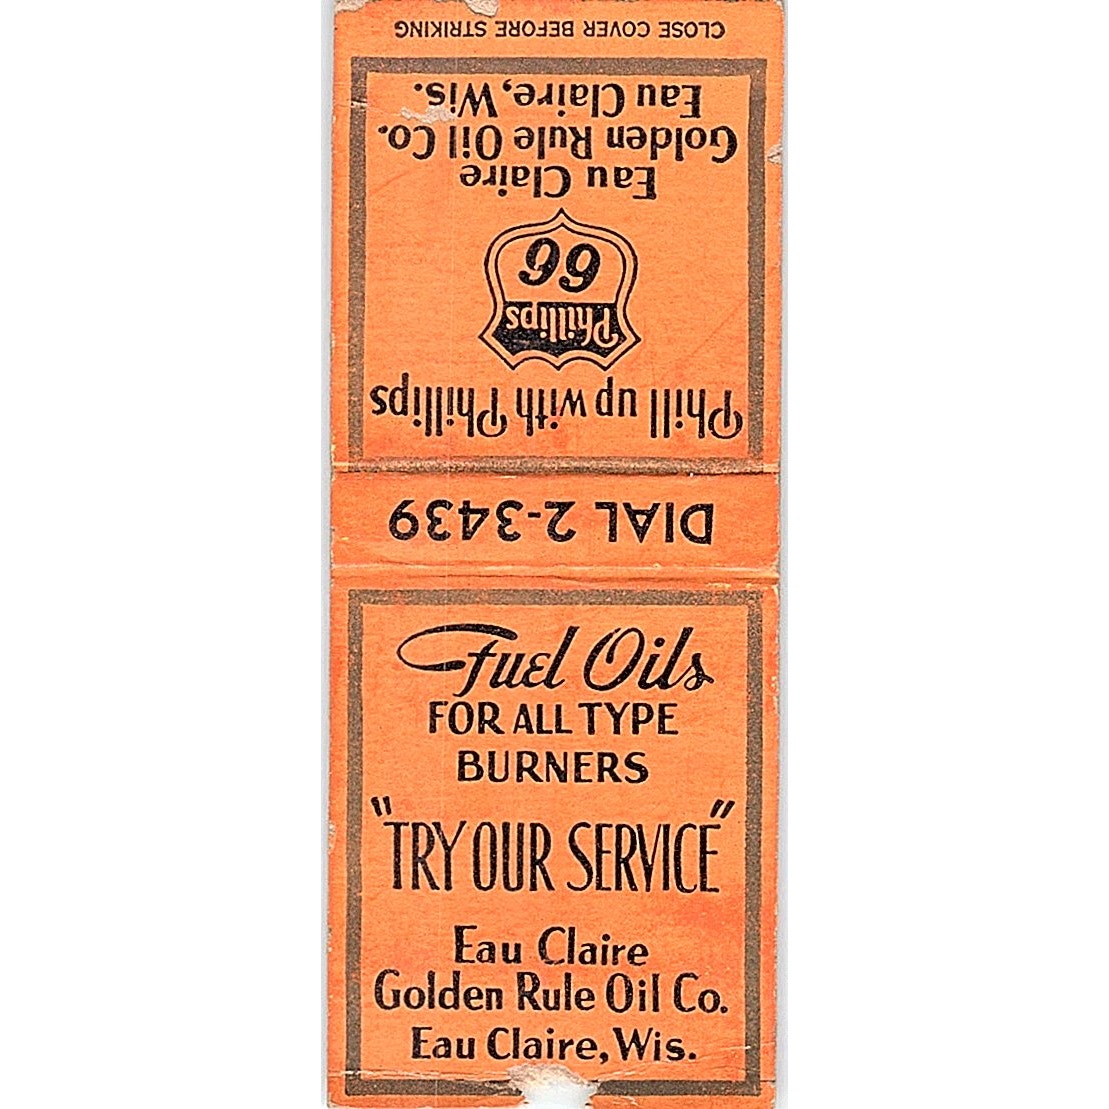 CLOSE COVER BEFORE STRIKING
Phill up with Phillips
Phillips
66
Eau Claire
Golden Rule Oil Co.
Eau Claire, Wis.
DIAL 2-3439
Fuel Oils
FOR ALL TYPE
BURNERS
"TRY OUR SERVICE"
Eau Claire
Golden Rule Oil Co.
Eau Claire, Wis.